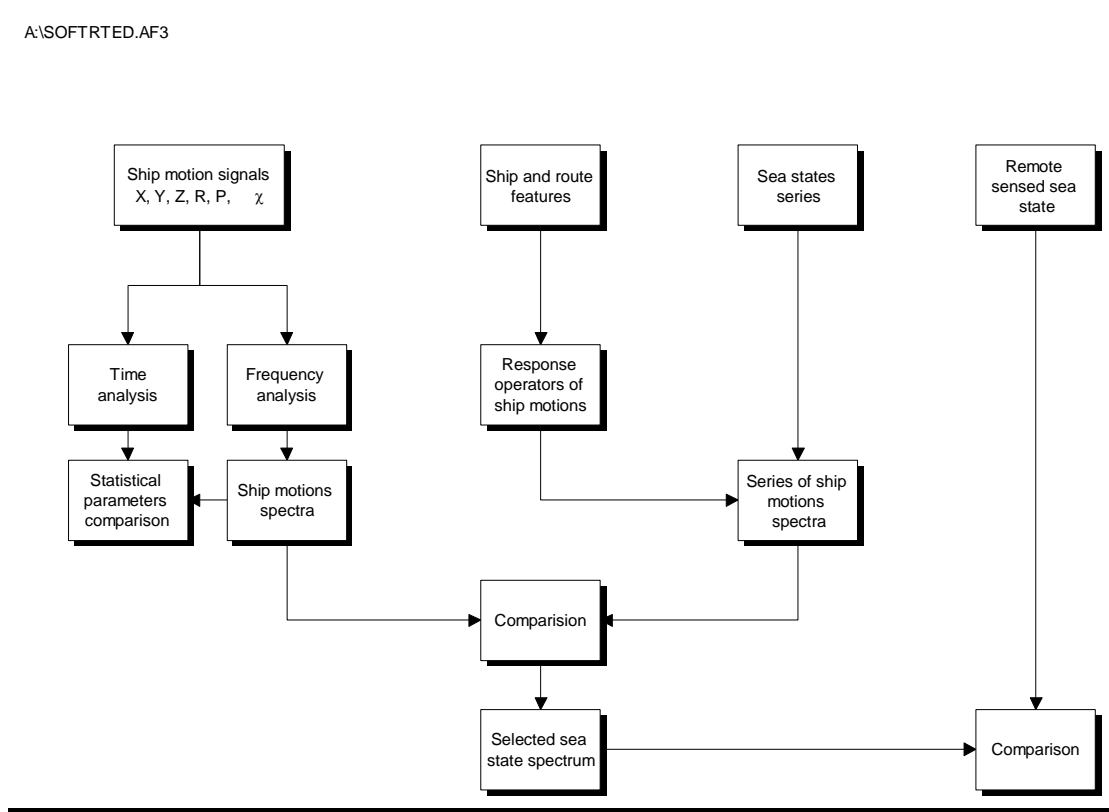 A:\SOFTRTED.AF3
Ship motion signals
X, Y, Z, R, P, χ
Ship and route
features
Sea states
series
Remote
sensed sea
state
Time
analysis
Frequency
analysis
Response
operators of
ship motions
Statistical
parameters
comparison
Ship motions
spectra
Series of ship
motions
spectra
Comparision
Selected sea
state spectrum
Comparison